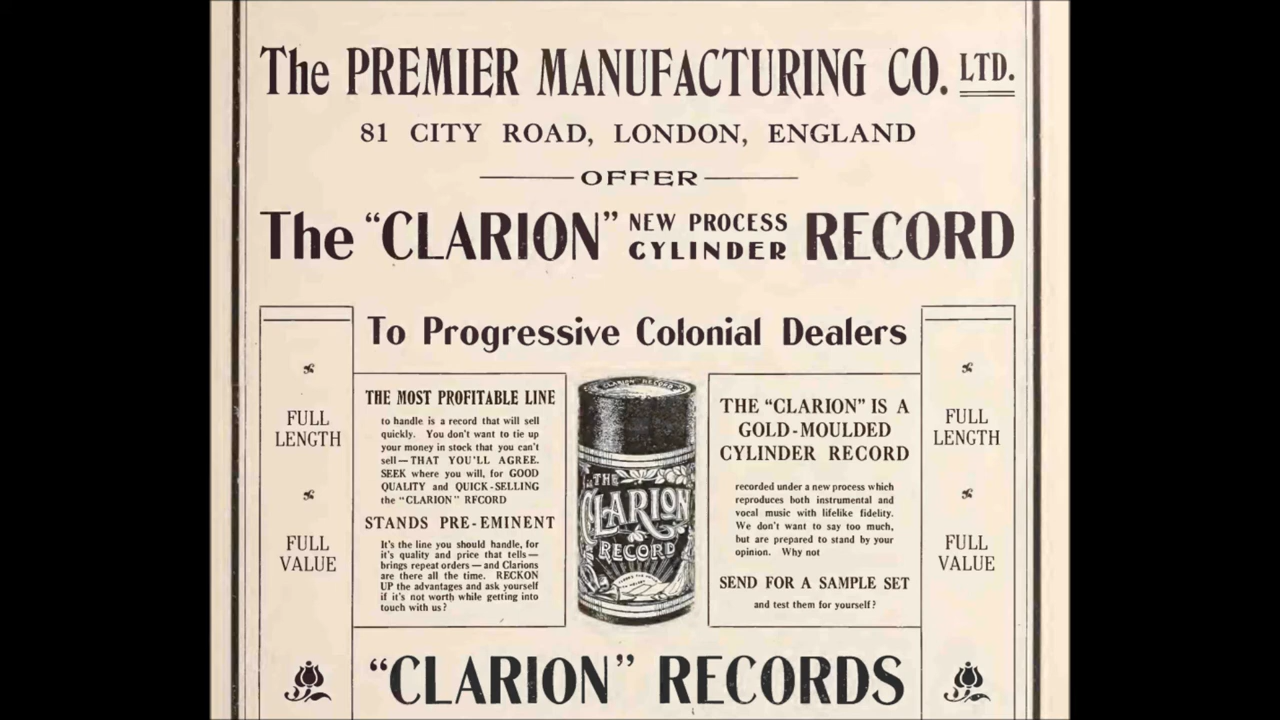 The PREMIER MANUFACTURING CO. LTD.
81 CITY ROAD, LONDON, ENGLAND
OFFER
The "CLARION" NEW PROCESS CYLINDER RECORD
To Progressive Colonial Dealers
FULL
LENGTH
FULL
VALUE
THE MOST PROFITABLE LINE
to handle is a record that will sell
quickly. You don't want to tie up
your money in stock that you can't
sell—THAT YOU'LL AGREE.
SEEK where you will, for GOOD
QUALITY and QUICK-SELLING
the "CLARION" RFCORD
STANDS PRE-EMINENT
It's the line you should handle, for
it's quality and price that tells—
brings repeat orders—and Clarions
are there all the time. RECKON
UP the advantages and ask yourself
if it's not worth while getting into
touch with us?
THE CLARION RECORD
THE
CLARION
RECORD
THE "CLARION" IS A
GOLD-MOULDED
CYLINDER RECORD
recorded under a new process which
reproduces both instrumental and
vocal music with lifelike fidelity.
We don't want to say too much,
but are prepared to stand by your
opinion. Why not
SEND FOR A SAMPLE SET
and test them for yourself?
FULL
LENGTH
FULL
VALUE
"CLARION" RECORDS